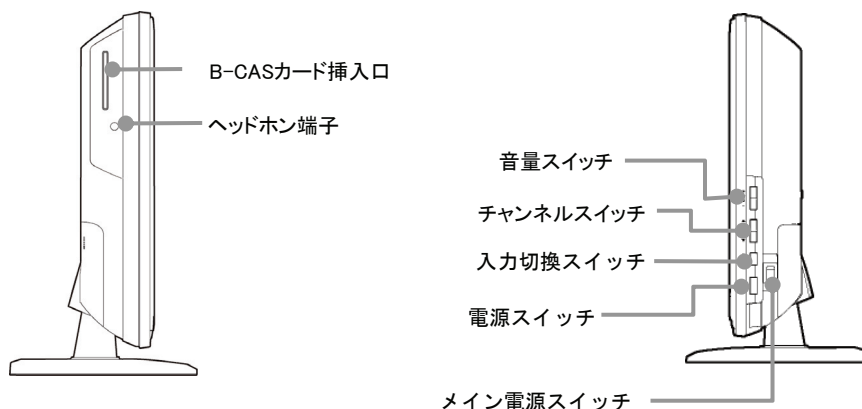 B-CASカード挿入口
ヘッドホン端子
音量スイッチ
チャンネルスイッチ
入力切換スイッチ
電源スイッチ
メイン電源スイッチ